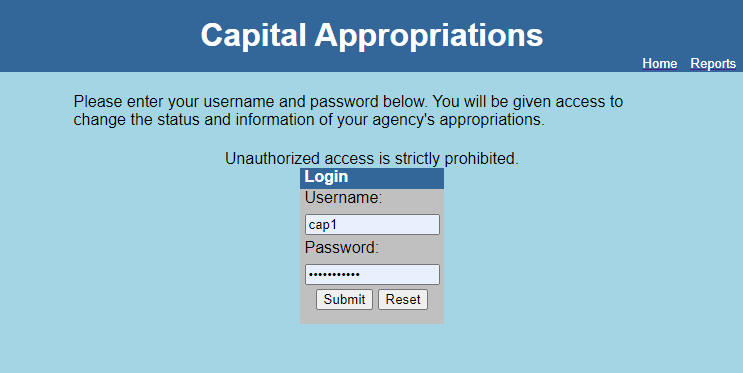 Capital Appropriations
Home Reports
Please enter your username and password below. You will be given access to
change the status and information of your agency's appropriations.
Unauthorized access is strictly prohibited.
Login
Username:
cap1
Password:
•••••••••••
Submit Reset